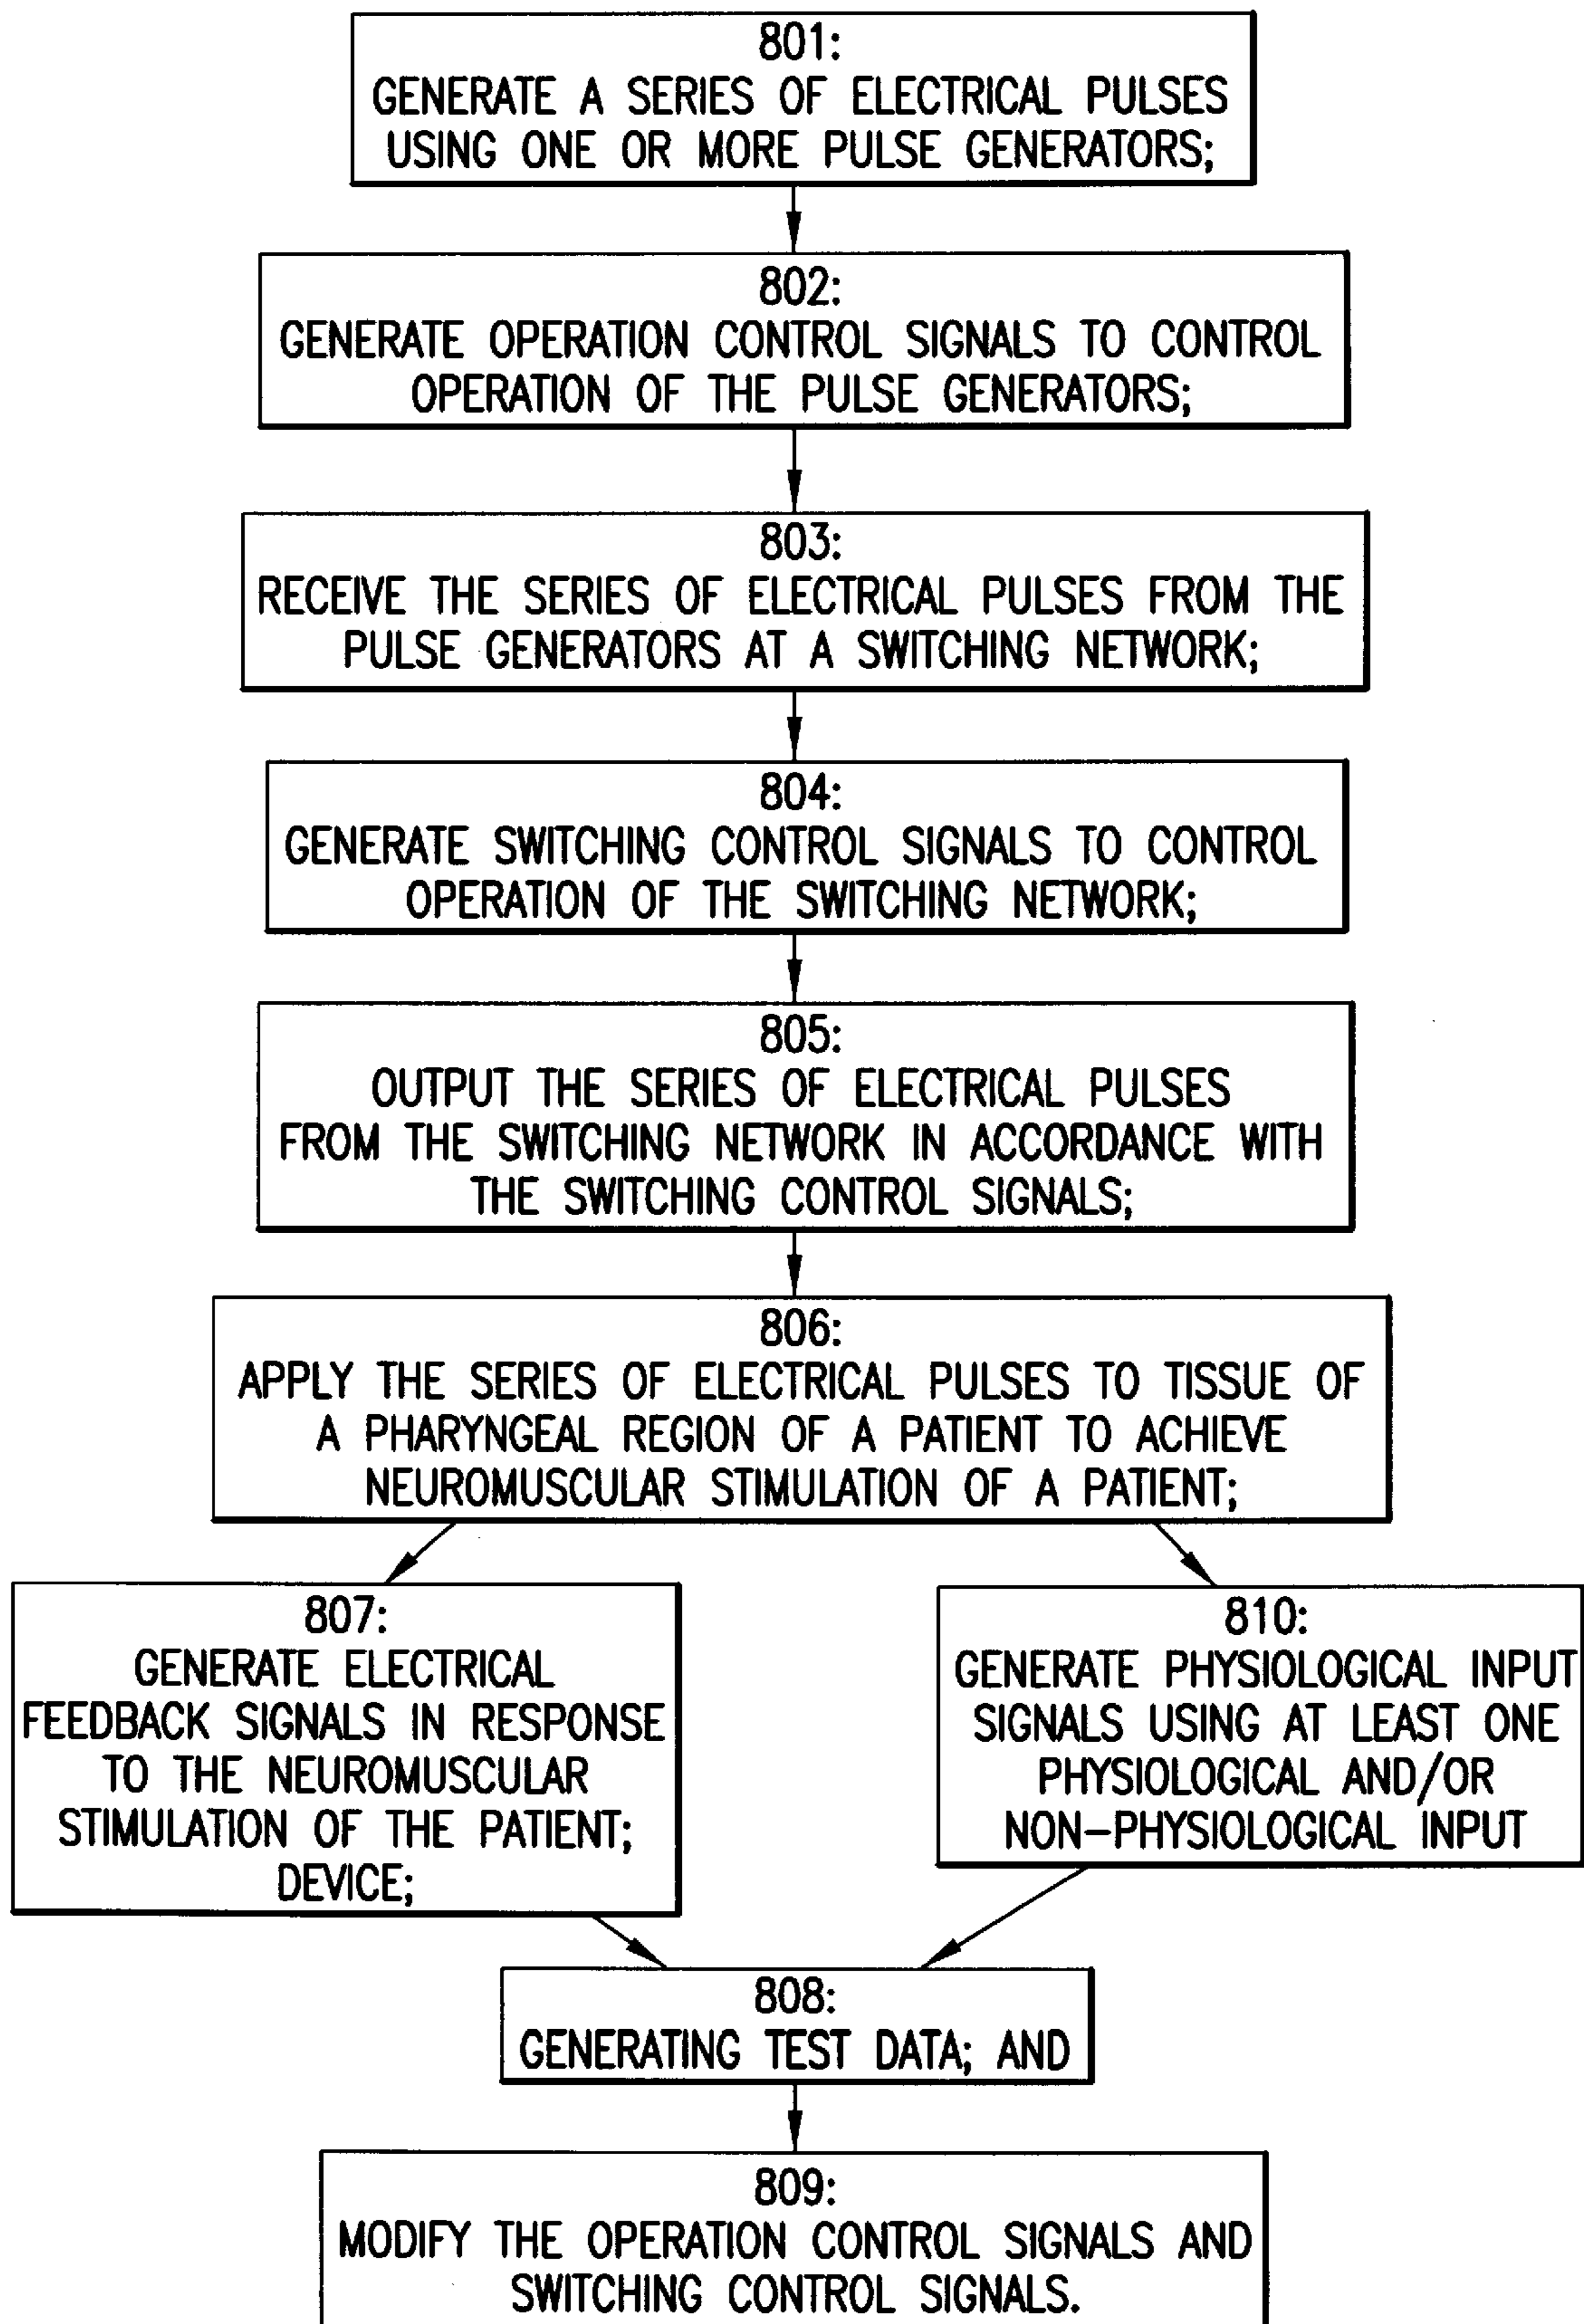 801:
GENERATE A SERIES OF ELECTRICAL PULSES
USING ONE OR MORE PULSE GENERATORS;
802:
GENERATE OPERATION CONTROL SIGNALS TO CONTROL
OPERATION OF THE PULSE GENERATORS;
803:
RECEIVE THE SERIES OF ELECTRICAL PULSES FROM THE
PULSE GENERATORS AT A SWITCHING NETWORK;
804:
GENERATE SWITCHING CONTROL SIGNALS TO CONTROL
OPERATION OF THE SWITCHING NETWORK;
805:
OUTPUT THE SERIES OF ELECTRICAL PULSES
FROM THE SWITCHING NETWORK IN ACCORDANCE WITH
THE SWITCHING CONTROL SIGNALS;
806:
APPLY THE SERIES OF ELECTRICAL PULSES TO TISSUE OF
A PHARYNGEAL REGION OF A PATIENT TO ACHIEVE
NEUROMUSCULAR STIMULATION OF A PATIENT;
807:
GENERATE ELECTRICAL
FEEDBACK SIGNALS IN RESPONSE
TO THE NEUROMUSCULAR
STIMULATION OF THE PATIENT;
DEVICE;
810:
GENERATE PHYSIOLOGICAL INPUT
SIGNALS USING AT LEAST ONE
PHYSIOLOGICAL AND/OR
NON-PHYSIOLOGICAL INPUT
808:
GENERATING TEST DATA; AND
809:
MODIFY THE OPERATION CONTROL SIGNALS AND
SWITCHING CONTROL SIGNALS.